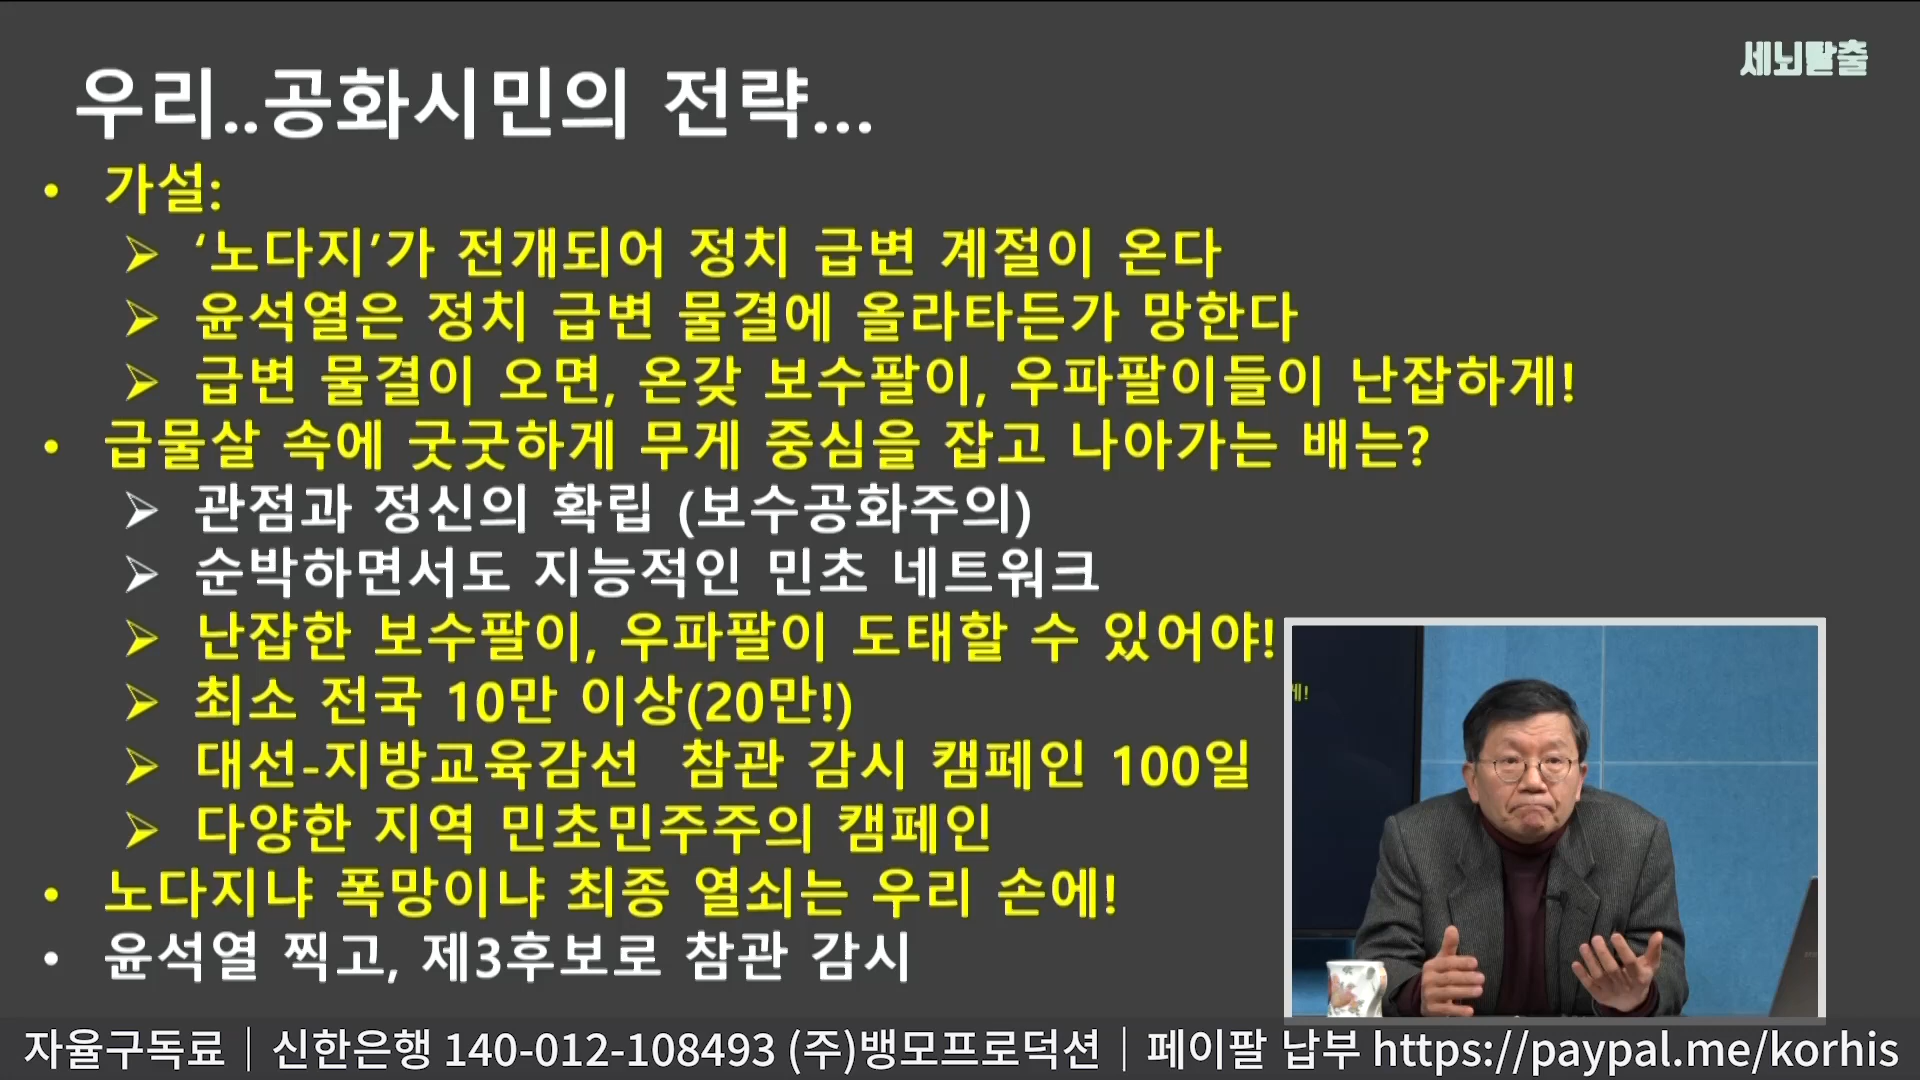 세뇌탈출
우리..공화시민의 전략...
• 가설:
➢ ‘노다지’가 전개되어 정치 급변 계절이 온다
➢ 윤석열은 정치 급변 물결에 올라타든가 망한다
➢ 급변 물결이 오면, 온갖 보수팔이, 우파팔이들이 난잡하게!
• 급물살 속에 굿굿하게 무게 중심을 잡고 나아가는 배는?
➢ 관점과 정신의 확립 (보수공화주의)
➢ 순박하면서도 지능적인 민초 네트워크
➢ 난잡한 보수팔이, 우파팔이 도태할 수 있어야!
➢ 최소 전국 10만 이상(20만!)
➢ 대선-지방교육감선 참관 감시 캠페인 100일
➢ 다양한 지역 민초민주주의 캠페인
• 노다지냐 폭망이냐 최종 열쇠는 우리 손에!
• 윤석열 찍고, 제3후보로 참관 감시
게!
자율구독료│신한은행 140-012-108493 (주)뱅모프로덕션│페이팔 납부 https://paypal.me/korhis